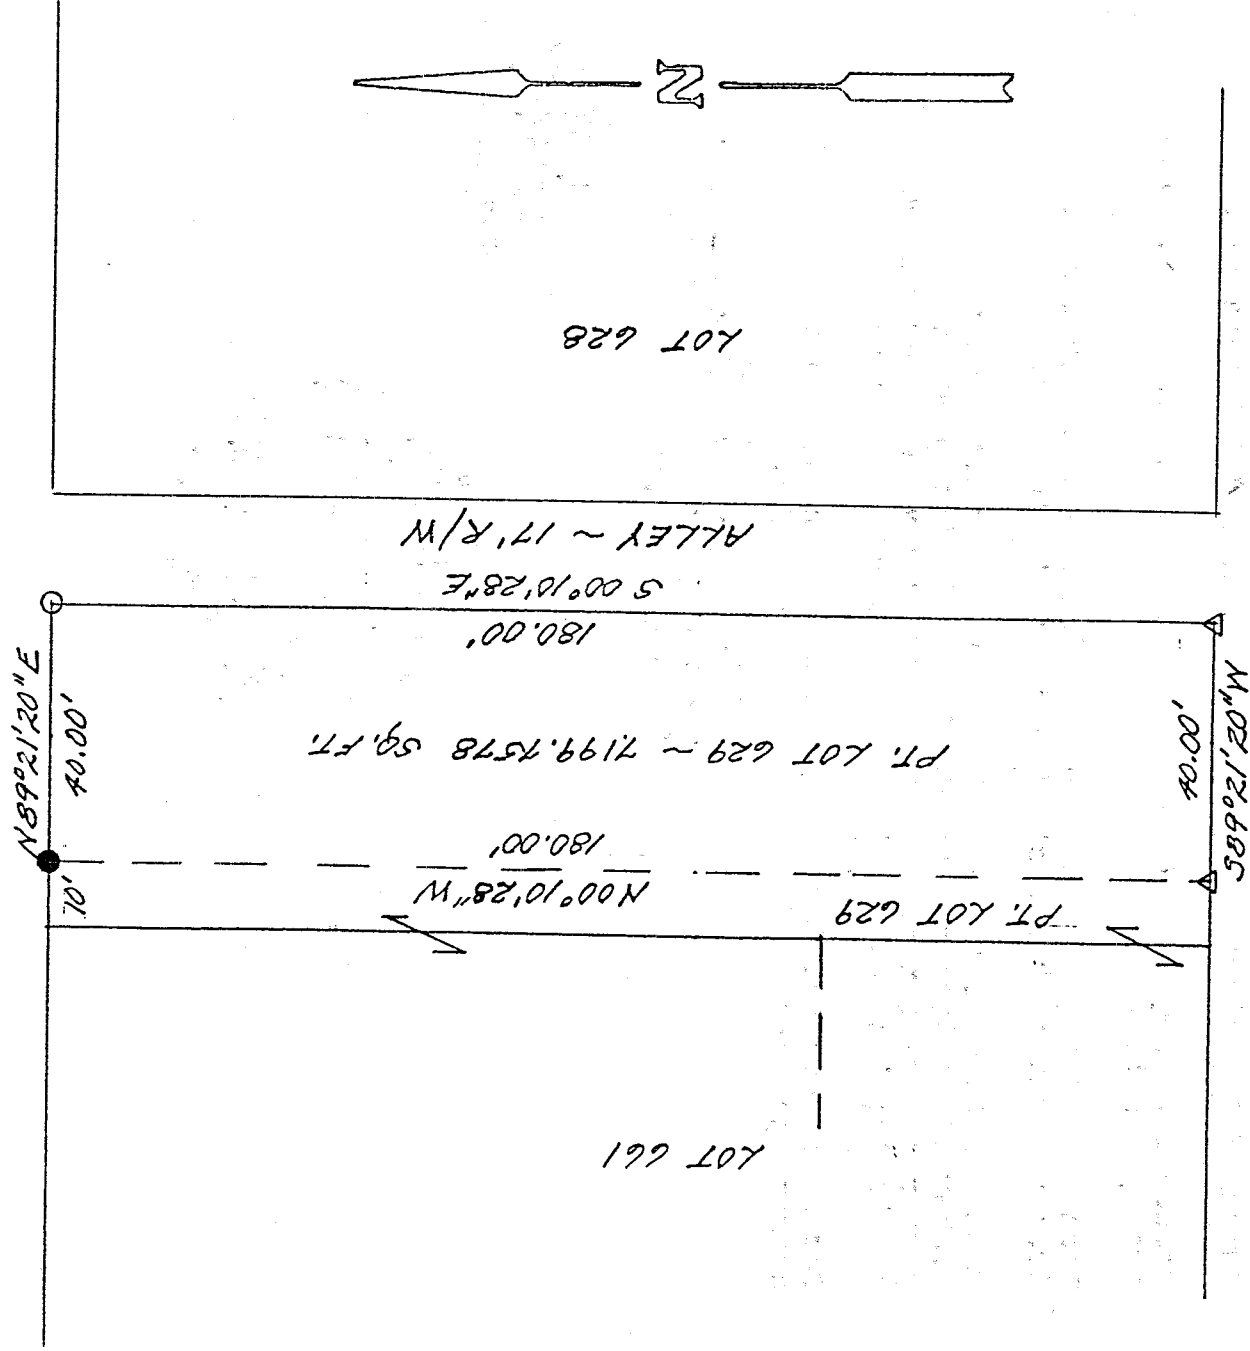 N
LOT 628
ALLEY ~ 17' R/W
S 00°10'28"E
180.00'
N89°21'20"E
40.00'
S89°21'20"W
40.00'
PT. LOT 629 ~ 7199.7578 SQ.FT.
180.00'
N00°10'28"W
70'
PT. LOT 629
LOT 661